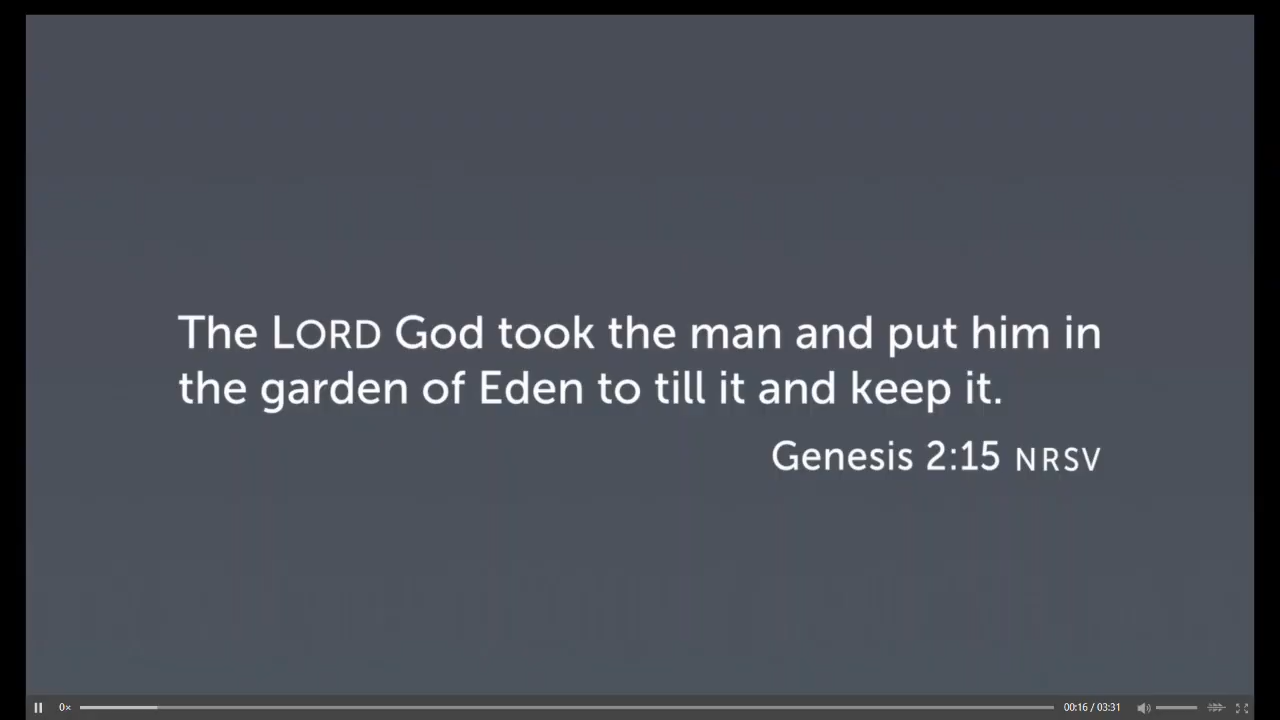 The LORD God took the man and put him in
the garden of Eden to till it and keep it.
Genesis 2:15 NRSV
0× 00:16 / 03:31